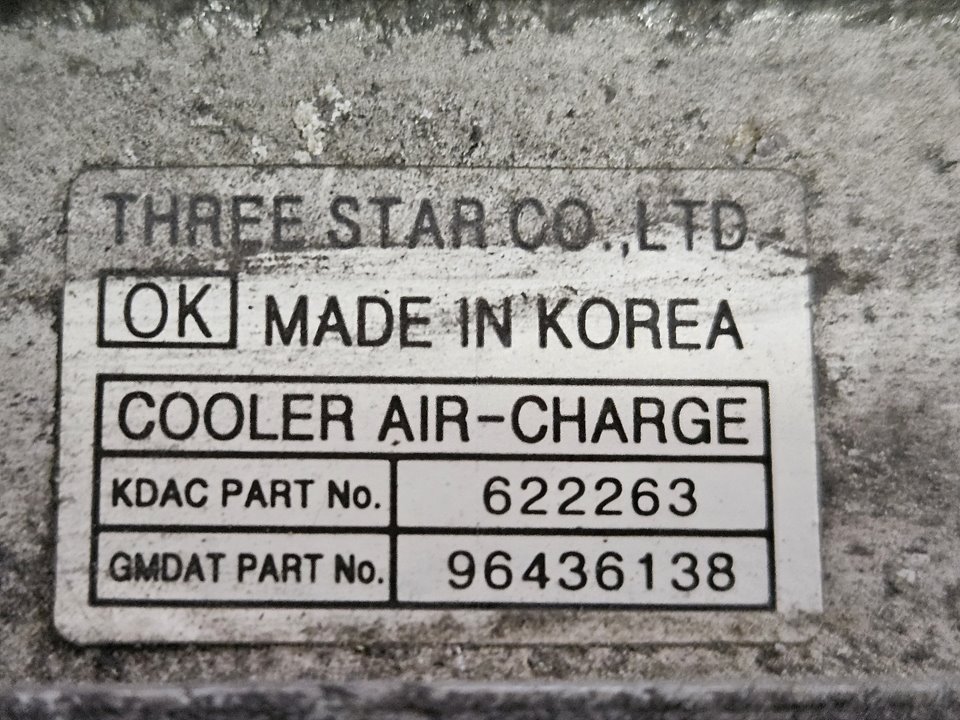 THREE STAR CO.,LTD.
OK MADE IN KOREA
COOLER AIR-CHARGE
KDAC PART No. 622263
GMDAT PART No. 96436138